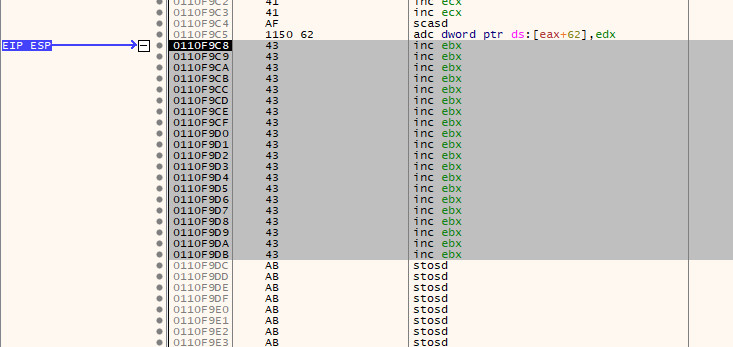 0110F9C2 41 inc ecx
0110F9C3 41 inc ecx
0110F9C4 AF scasd
0110F9C5 1150 62 adc dword ptr ds:[eax+62],edx
EIP ESP 0110F9C8 43 inc ebx
0110F9C9 43 inc ebx
0110F9CA 43 inc ebx
0110F9CB 43 inc ebx
0110F9CC 43 inc ebx
0110F9CD 43 inc ebx
0110F9CE 43 inc ebx
0110F9CF 43 inc ebx
0110F9D0 43 inc ebx
0110F9D1 43 inc ebx
0110F9D2 43 inc ebx
0110F9D3 43 inc ebx
0110F9D4 43 inc ebx
0110F9D5 43 inc ebx
0110F9D6 43 inc ebx
0110F9D7 43 inc ebx
0110F9D8 43 inc ebx
0110F9D9 43 inc ebx
0110F9DA 43 inc ebx
0110F9DB 43 inc ebx
0110F9DC AB stosd
0110F9DD AB stosd
0110F9DE AB stosd
0110F9DF AB stosd
0110F9E0 AB stosd
0110F9E1 AB stosd
0110F9E2 AB stosd
0110F9E3 AB stosd